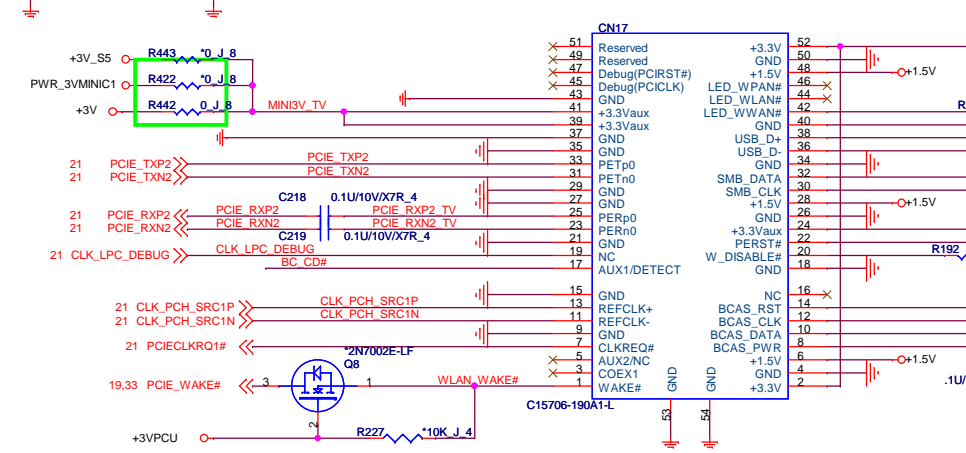 CN17
+3V_S5 R443 *0_J_8
PWR_3VMINIC1 R422 *0_J_8
+3V R442 0_J_8 MINI3V_TV
51 Reserved +3.3V 52
49 Reserved GND 50
47 Debug(PCIRST#) +1.5V 48 +1.5V
45 Debug(PCICLK) LED_WPAN# 46
43 GND LED_WLAN# 44
41 +3.3Vaux LED_WWAN# 42
39 +3.3Vaux GND 40
37 GND USB_D+ 38
35 GND USB_D- 36
21 PCIE_TXP2 PCIE_TXP2 33 PETp0 GND 34
21 PCIE_TXN2 PCIE_TXN2 31 PETn0 SMB_DATA 32
29 GND SMB_CLK 30
C218 0.1U/10V/X7R_4 27 GND +1.5V 28 +1.5V
21 PCIE_RXP2 PCIE_RXP2 PCIE_RXP2_TV 25 PERp0 GND 26
21 PCIE_RXN2 PCIE_RXN2 PCIE_RXN2_TV 23 PERn0 +3.3Vaux 24
C219 0.1U/10V/X7R_4 21 GND PERST# 22
21 CLK_LPC_DEBUG CLK_LPC_DEBUG 19 NC W_DISABLE# 20 R192
BC_CD# 17 AUX1/DETECT GND 18
15 GND NC 16
21 CLK_PCH_SRC1P CLK_PCH_SRC1P 13 REFCLK+ BCAS_RST 14
21 CLK_PCH_SRC1N CLK_PCH_SRC1N 11 REFCLK- BCAS_CLK 12
9 GND BCAS_DATA 10
21 PCIECLKRQ1# 7 CLKREQ# BCAS_PWR 8
*2N7002E-LF
Q8 5 AUX2/NC +1.5V 6 +1.5V
3 COEX1 GND 4
19,33 PCIE_WAKE# 3 1 WLAN_WAKE# 1 WAKE# +3.3V 2
GND GND
.1U/
C15706-190A1-L
53 54
2
+3VPCU R227 *10K_J_4
R